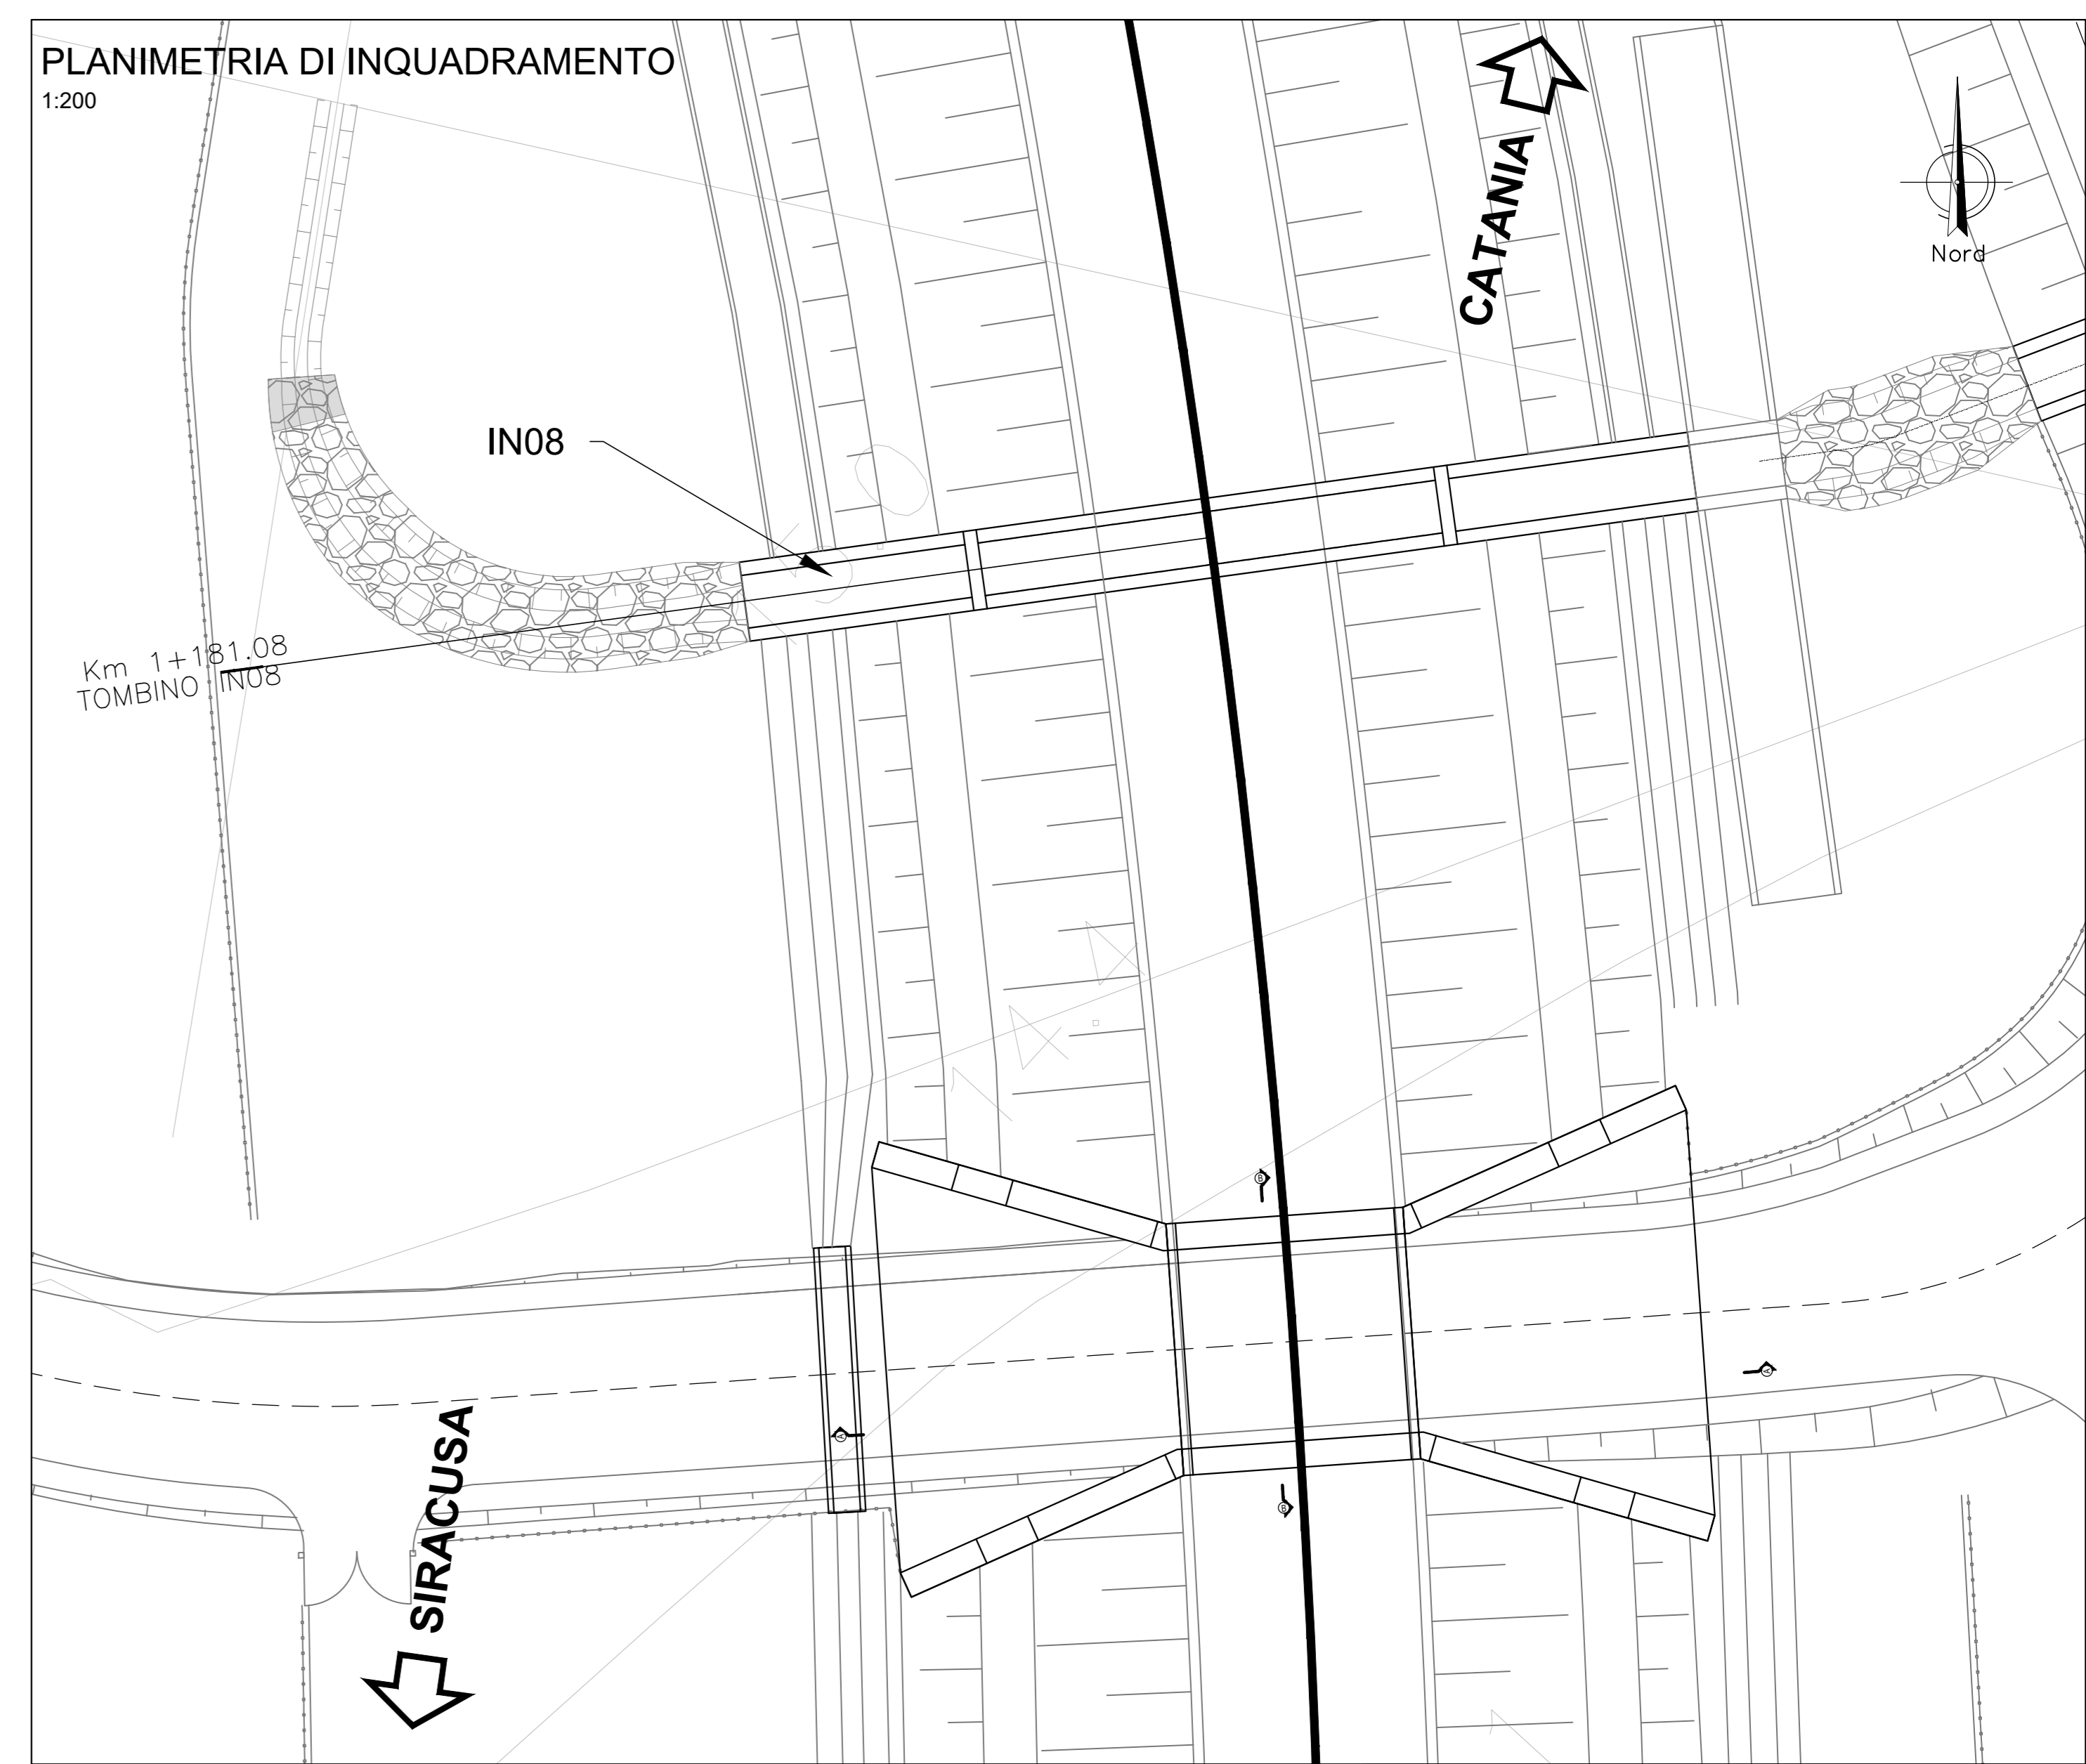 PLANIMETRIA DI INQUADRAMENTO
1:200
CATANIA
Nord
IN08
Km 1+181.08
TOMBINO IN08
B
A
A
SIRACUSA
B